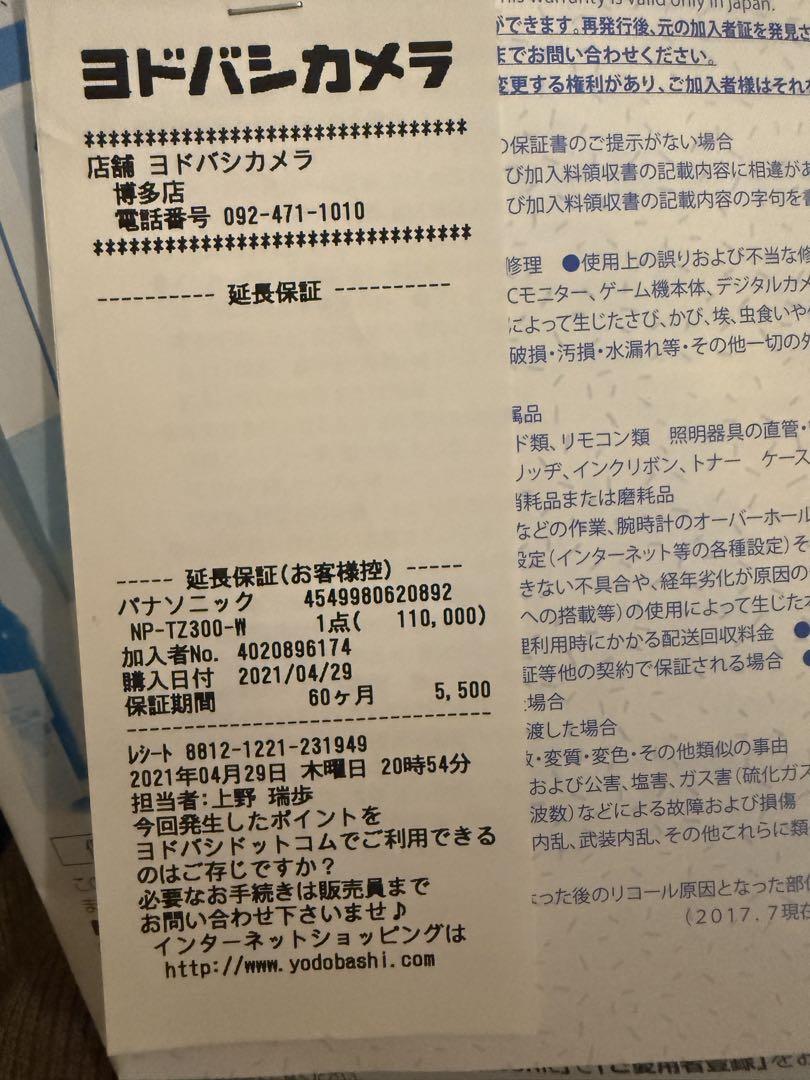 ヨドバシカメラ
********************************
店舗 ヨドバシカメラ
博多店
電話番号 092-471-1010
********************************
---------- 延長保証 ----------
----- 延長保証(お客様控) -----
パナソニック 4549980620892
NP-TZ300-W 1点( 110,000)
加入者No. 4020896174
購入日付 2021/04/29
保証期間 60ヶ月 5,500
--------------------------------
ﾚｼｰﾄ 8812-1221-231949
2021年04月29日 木曜日 20時54分
担当者:上野 瑞歩
今回発生したポイントを
ヨドバシドットコムでご利用できる
のはご存じですか？
必要なお手続きは販売員まで
お問い合わせ下さいませ♪
インターネットショッピングは
http://www.yodobashi.com
This warranty is valid only in Japan.
ができます。再発行後、元の加入者証を発見さ
までお問い合わせください。
変更する権利があり、ご加入者様はそれ
の保証書のご提示がない場合
び加入料領収書の記載内容に相違があ
び加入料領収書の記載内容の字句を
修理 ●使用上の誤りおよび不当な修
Cモニター、ゲーム機本体、デジタルカメ
によって生じたさび、かび、埃、虫食いや
破損・汚損・水漏れ等・その他一切の外
属品
ド類、リモコン類 照明器具の直管・
リッヂ、インクリボン、トナー ケース
消耗品または磨耗品
などの作業、腕時計のオーバーホール
設定（インターネット等の各種設定）そ
きない不具合や、経年劣化が原因の
への搭載等）の使用によって生じた
理利用時にかかる配送回収料金 ●
証等他の契約で保証される場合 ●
場合
渡した場合
・変質・変色・その他類似の事由
および公害、塩害、ガス害（硫化ガス
波数）などによる故障および損傷
内乱、武装内乱、その他これらに類
なった後のリコール原因となった部位
（2017.7現在